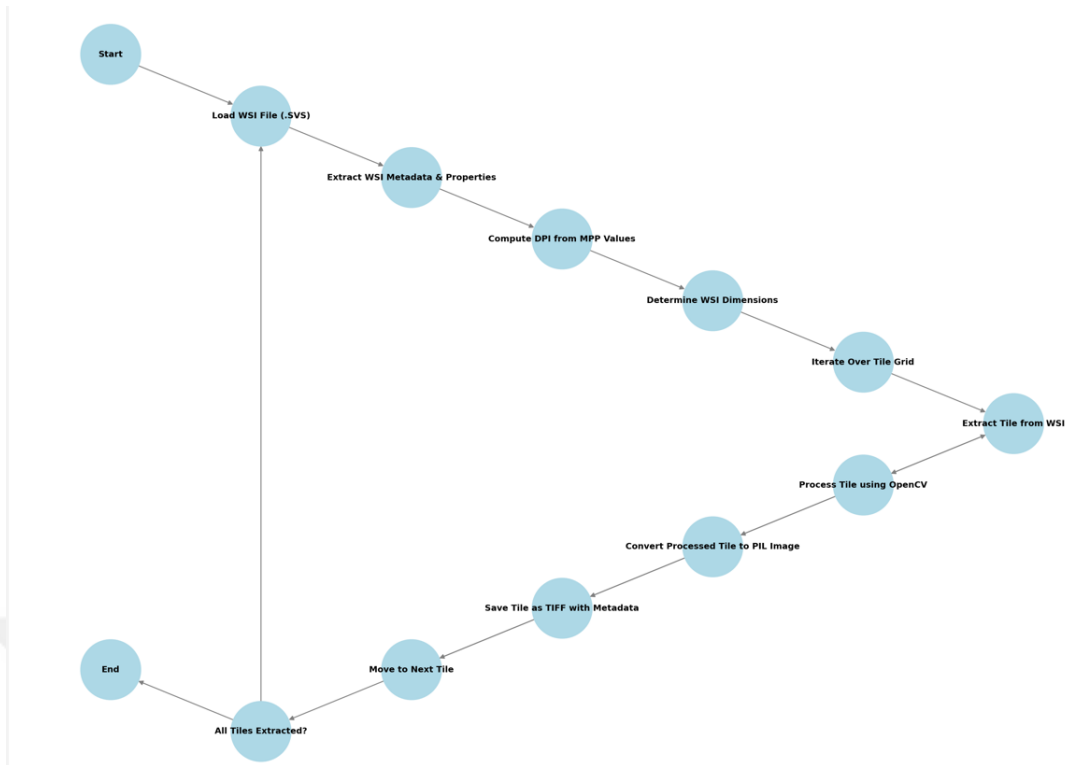 Start
Load WSI File (.SVS)
Extract WSI Metadata & Properties
Compute DPI from MPP Values
Determine WSI Dimensions
Iterate Over Tile Grid
Extract Tile from WSI
Process Tile using OpenCV
Convert Processed Tile to PIL Image
Save Tile as TIFF with Metadata
Move to Next Tile
All Tiles Extracted?
End